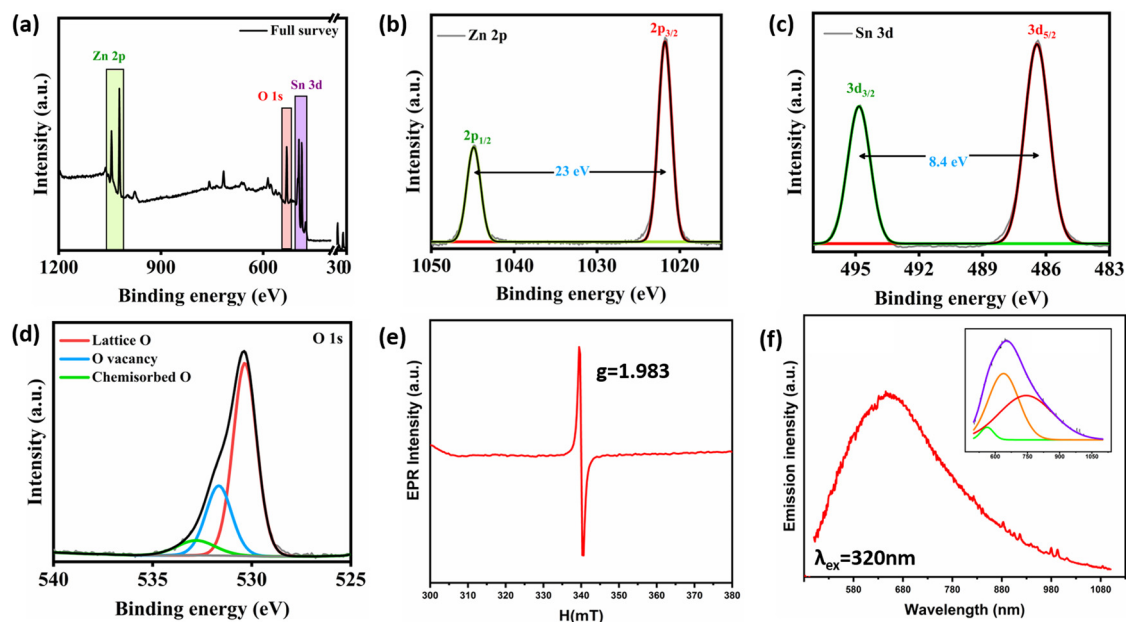 (a)
Full survey
Zn 2p
O 1s
Sn 3d
Intensity (a.u.)
1200 900 600 300
Binding energy (eV)
(b)
Zn 2p
2p3/2
2p1/2
23 eV
Intensity (a.u.)
1050 1040 1030 1020
Binding energy (eV)
(c)
Sn 3d
3d5/2
3d3/2
8.4 eV
Intensity (a.u.)
495 492 489 486 483
Binding energy (eV)
(d)
Lattice O
O vacancy
Chemisorbed O
O 1s
Intensity (a.u.)
540 535 530 525
Binding energy (eV)
(e)
g=1.983
EPR Intensity (a.u.)
300 310 320 330 340 350 360 370 380
H(mT)
(f)
600 750 900 1050
λex=320nm
Emission inensity (a.u.)
580 680 780 880 980 1080
Wavelength (nm)